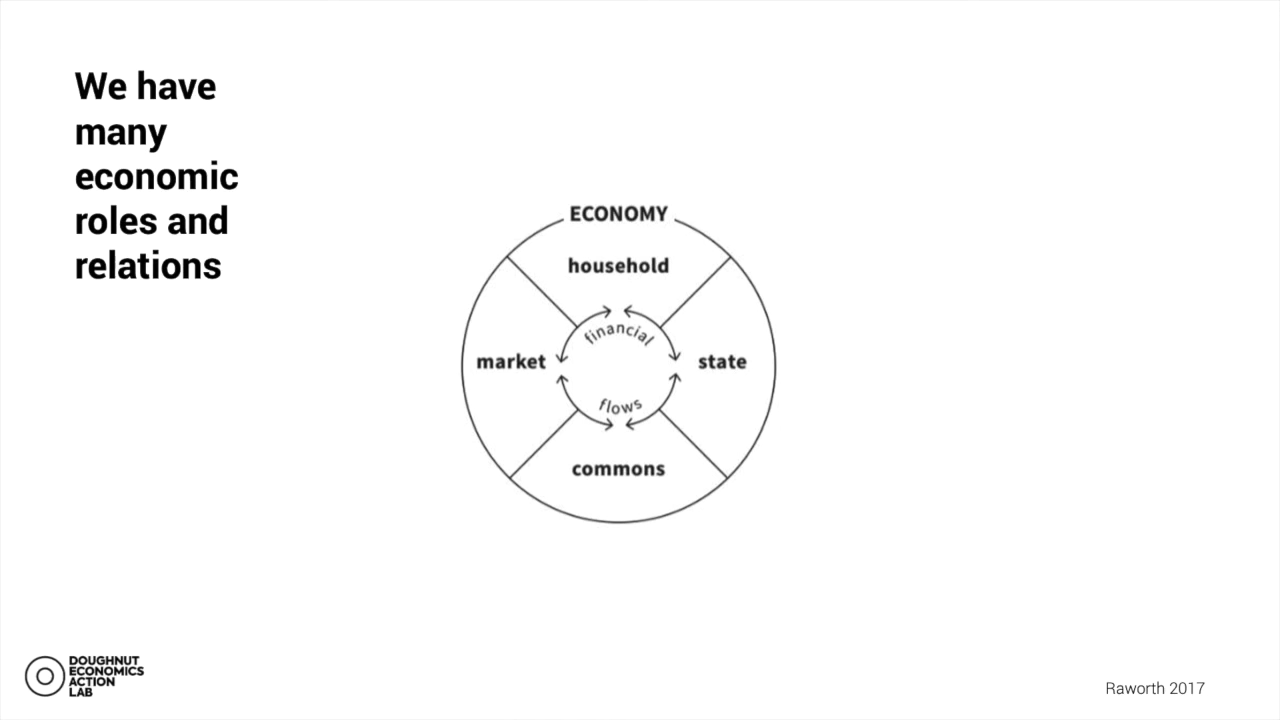 We have
many
economic
roles and
relations
ECONOMY
household
financial
market
state
flows
commons
DOUGHNUT
ECONOMICS
ACTION
LAB
Raworth 2017